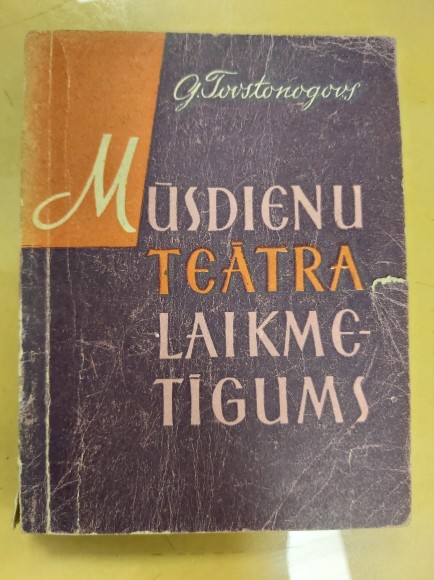 G. Tovstonogovs
MŪSDIENU
TEĀTRA
LAIKME-
TĪGUMS